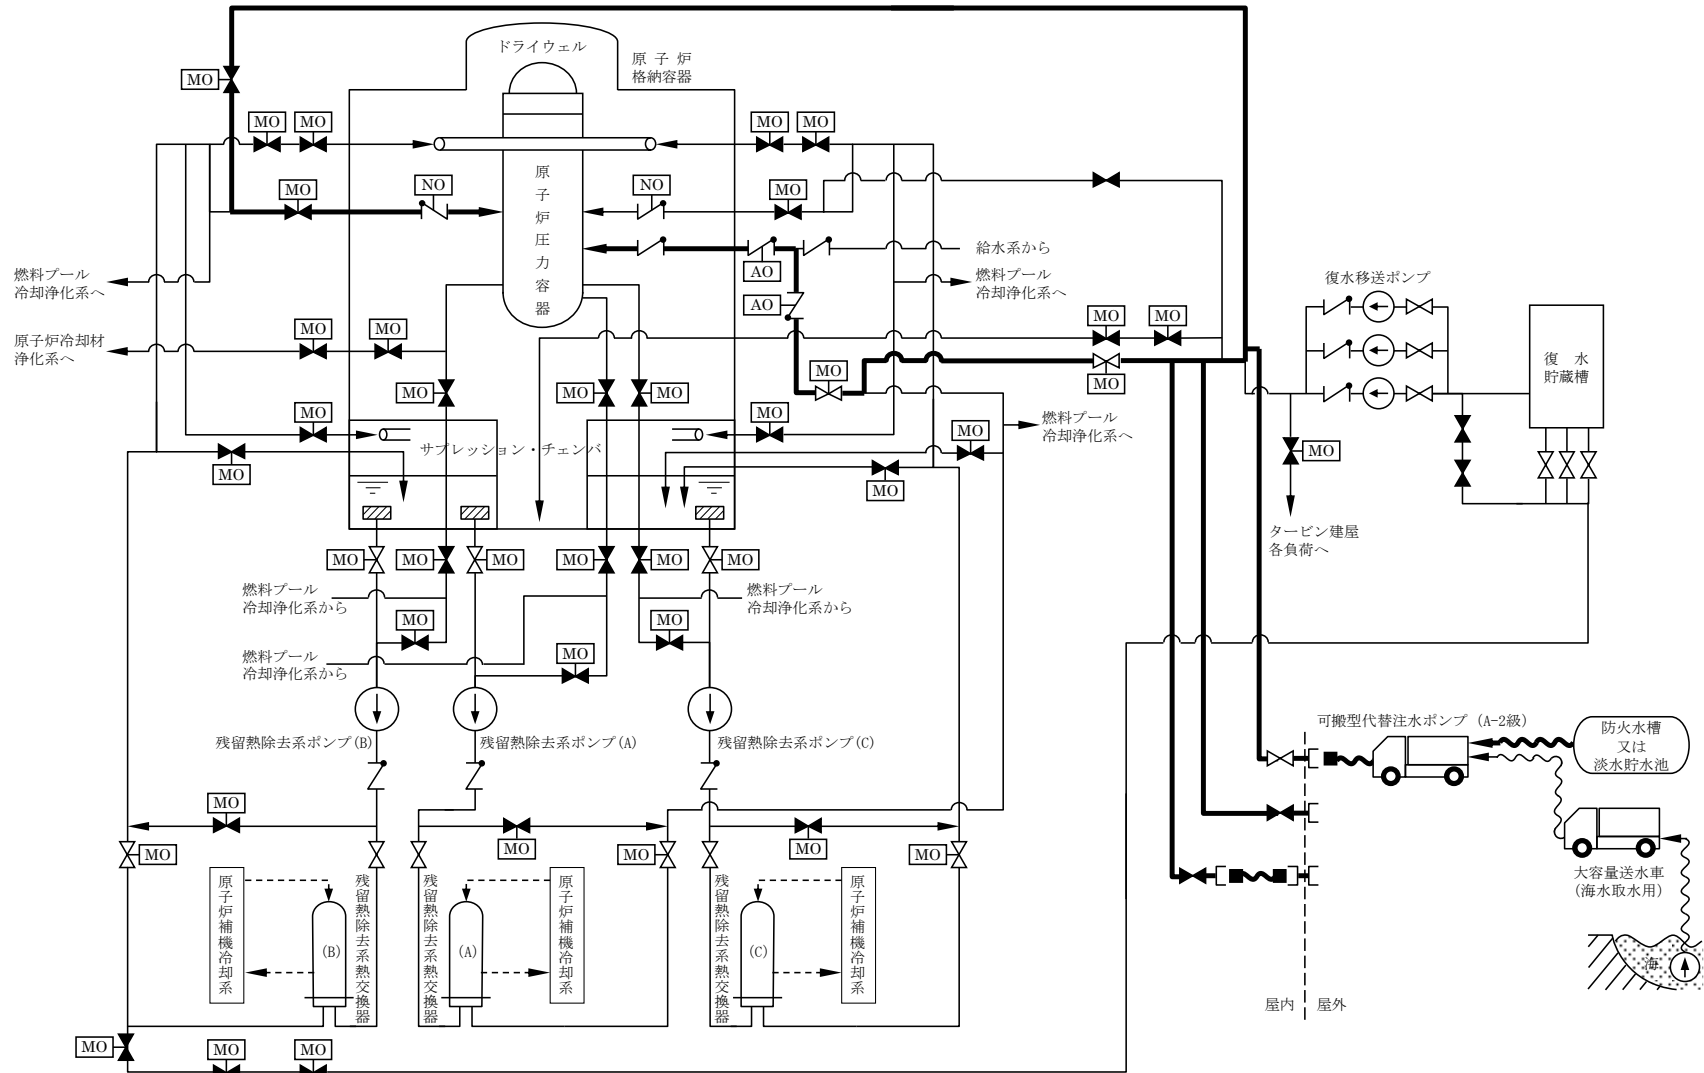 ドライウェル
原 子 炉
格納容器
MO
MO
MO
MO
MO
原子炉圧力容器
MO
NO
NO
MO
給水系から
AO
燃料プール
冷却浄化系へ
燃料プール
冷却浄化系へ
AO
復水移送ポンプ
MO
MO
原子炉冷却材
浄化系へ
MO
MO
復 水
貯蔵槽
MO
MO
MO
MO
MO
MO
MO
燃料プール
冷却浄化系へ
MO
サプレッション・チェンバ
MO
MO
MO
MO
タービン建屋
各負荷へ
MO
MO
MO
MO
MO
MO
燃料プール
冷却浄化系から
燃料プール
冷却浄化系から
MO
MO
燃料プール
冷却浄化系から
MO
残留熱除去系ポンプ(B)
残留熱除去系ポンプ(A)
残留熱除去系ポンプ(C)
可搬型代替注水ポンプ (A-2級)
防火水槽
又は
淡水貯水池
MO
MO
MO
MO
MO
MO
大容量送水車
(海水取水用)
原子炉補機冷却系
(B)
残留熱除去系熱交換器
残留熱除去系熱交換器
(A)
原子炉補機冷却系
残留熱除去系熱交換器
(C)
原子炉補機冷却系
海
屋内
屋外
MO
MO
MO